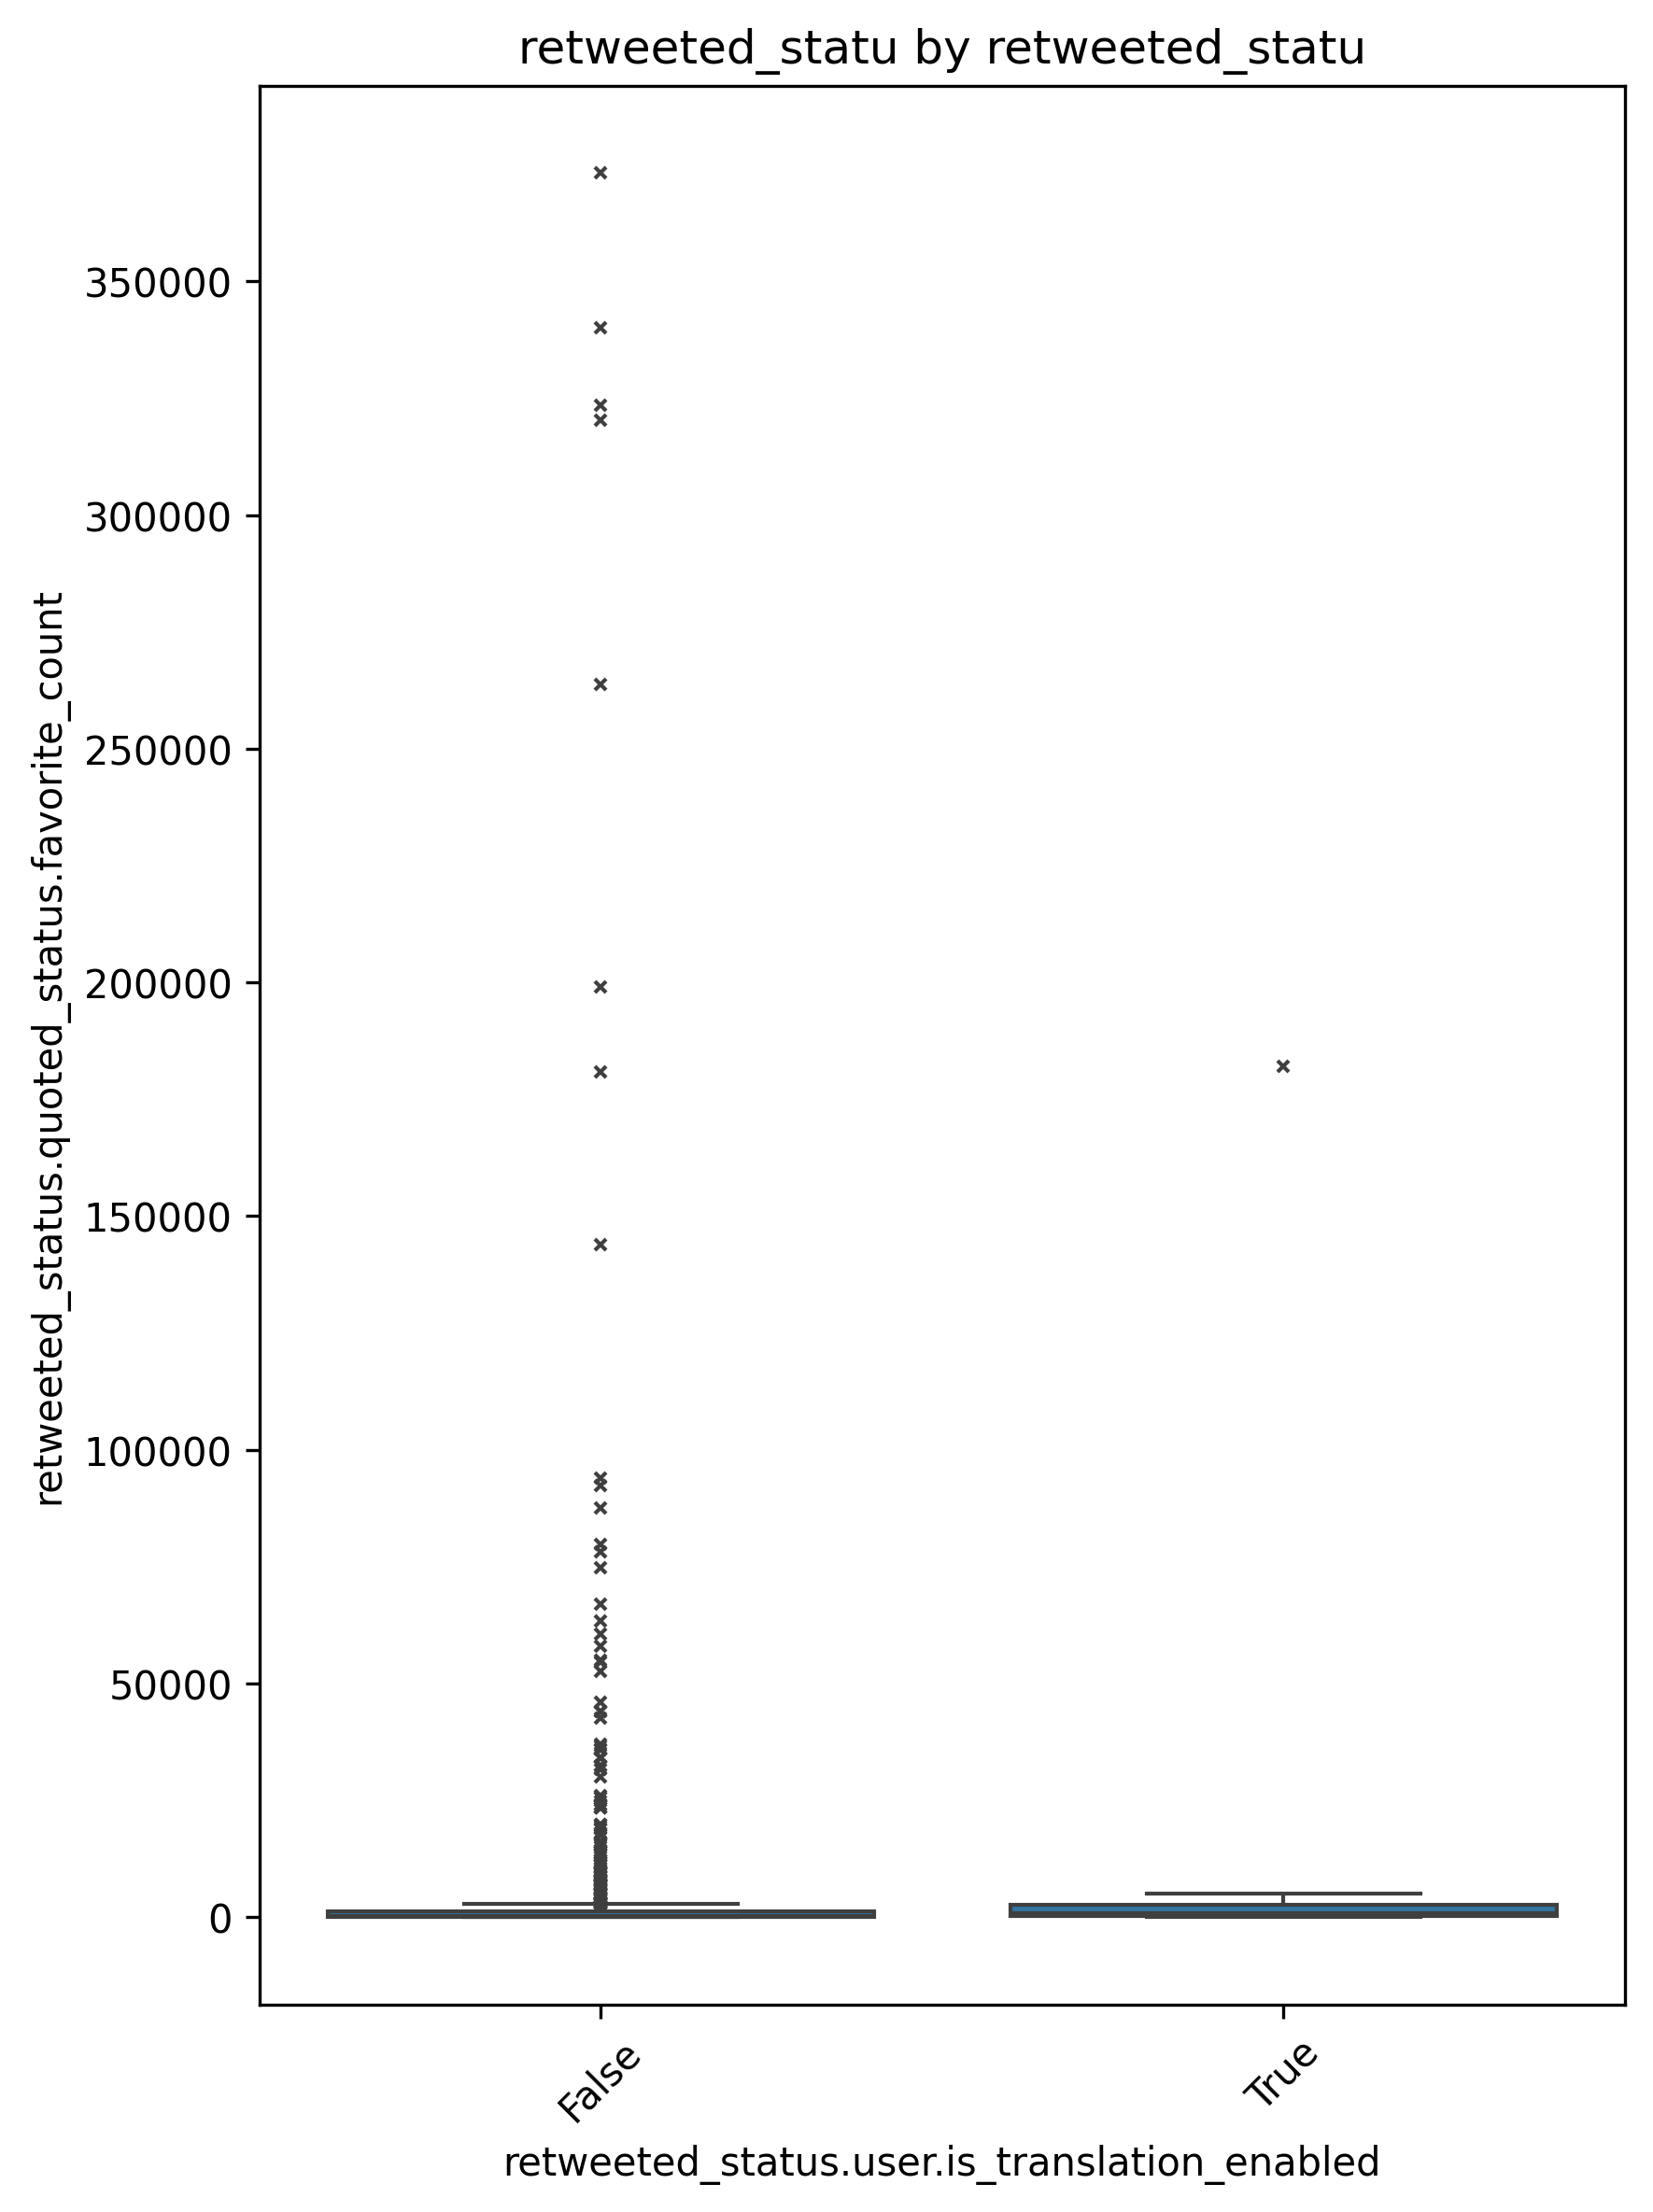 retweeted_statu by retweeted_statu
retweeted_status.quoted_status.favorite_count
350000
300000
250000
200000
150000
100000
50000
0
False
True
retweeted_status.user.is_translation_enabled